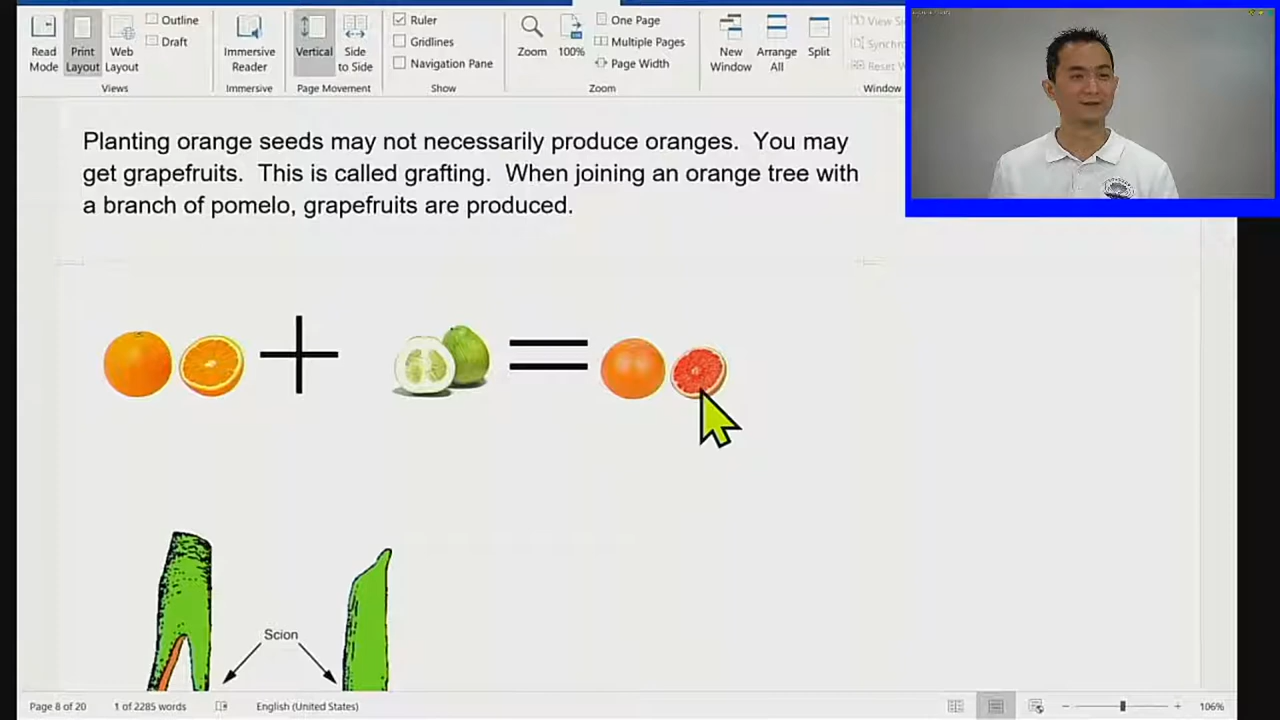 Read Mode
Print Layout
Web Layout
Outline
Draft
Views
Immersive Reader
Immersive
Vertical
Side to Side
Page Movement
Ruler
Gridlines
Navigation Pane
Show
Zoom
100%
One Page
Multiple Pages
Page Width
Zoom
New Window
Arrange All
Split
View Si
Synchro
Reset W
Window
Planting orange seeds may not necessarily produce oranges. You may
get grapefruits. This is called grafting. When joining an orange tree with
a branch of pomelo, grapefruits are produced.
Scion
Page 8 of 20
1 of 2285 words
English (United States)
106%